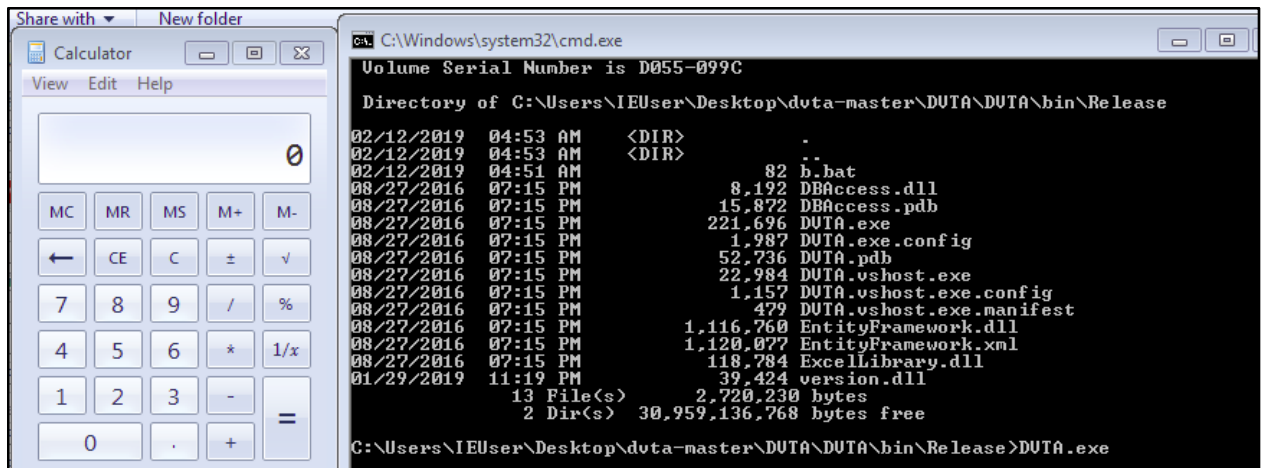 Share with ▼ New folder
Calculator
View Edit Help
0
MC MR MS M+ M-
← CE C ± √
7 8 9 / %
4 5 6 * 1/x
1 2 3 - =
0 . +
C:\Windows\system32\cmd.exe
Volume Serial Number is D055-099C
Directory of C:\Users\IEUser\Desktop\dvta-master\DVTA\DVTA\bin\Release
02/12/2019 04:53 AM <DIR> .
02/12/2019 04:53 AM <DIR> ..
02/12/2019 04:51 AM 82 b.bat
08/27/2016 07:15 PM 8,192 DBAccess.dll
08/27/2016 07:15 PM 15,872 DBAccess.pdb
08/27/2016 07:15 PM 221,696 DVTA.exe
08/27/2016 07:15 PM 1,987 DVTA.exe.config
08/27/2016 07:15 PM 52,736 DVTA.pdb
08/27/2016 07:15 PM 22,984 DVTA.vshost.exe
08/27/2016 07:15 PM 1,157 DVTA.vshost.exe.config
08/27/2016 07:15 PM 479 DVTA.vshost.exe.manifest
08/27/2016 07:15 PM 1,116,760 EntityFramework.dll
08/27/2016 07:15 PM 1,120,077 EntityFramework.xml
08/27/2016 07:15 PM 118,784 ExcelLibrary.dll
01/29/2019 11:19 PM 39,424 version.dll
13 File(s) 2,720,230 bytes
2 Dir(s) 30,959,136,768 bytes free
C:\Users\IEUser\Desktop\dvta-master\DVTA\DVTA\bin\Release>DVTA.exe